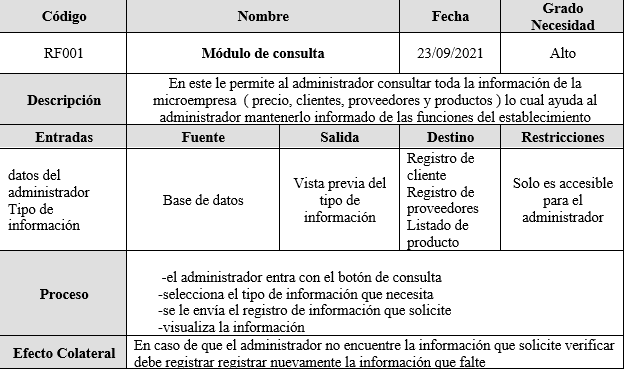 Código Nombre Fecha Grado
Necesidad
RF001 Módulo de consulta 23/09/2021 Alto
Descripción
En este le permite al administrador consultar toda la información de la
microempresa ( precio, clientes, proveedores y productos ) lo cual ayuda al
administrador mantenerlo informado de las funciones del establecimiento
Entradas Fuente Salida Destino Restricciones
datos del
administrador
Tipo de
información
Base de datos
Vista previa del
tipo de
información
Registro de
cliente
Registro de
proveedores
Listado de
producto
Solo es accesible
para el
administrador
Proceso
-el administrador entra con el botón de consulta
-selecciona el tipo de información que necesita
-se le envía el registro de información que solicite
-visualiza la información
Efecto Colateral
En caso de que el administrador no encuentre la información que solicite verificar
debe registrar registrar nuevamente la información que falte